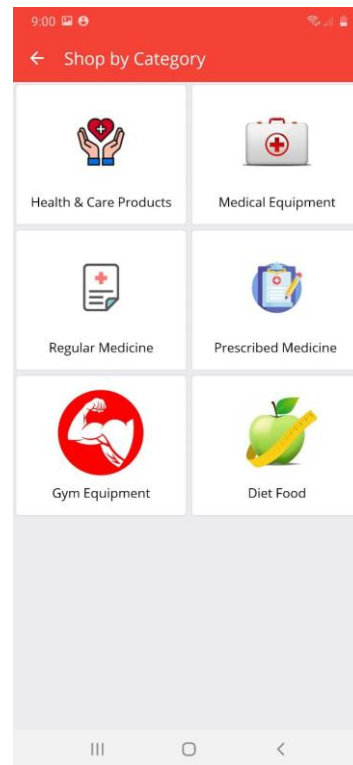 9:00
Shop by Category
Health & Care Products
Medical Equipment
Regular Medicine
Prescribed Medicine
Gym Equipment
Diet Food